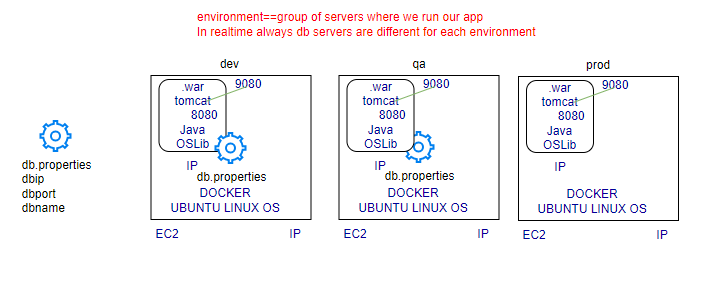 environment==group of servers where we run our app
In realtime always db servers are different for each environment
dev
qa
prod
.war
9080
tomcat
8080
Java
OSLib
IP
db.properties
DOCKER
UBUNTU LINUX OS
EC2
IP
.war
9080
tomcat
8080
Java
OSLib
IP
db.properties
DOCKER
UBUNTU LINUX OS
EC2
IP
.war
9080
tomcat
8080
Java
OSLib
IP
DOCKER
UBUNTU LINUX OS
EC2
IP
db.properties
dbip
dbport
dbname